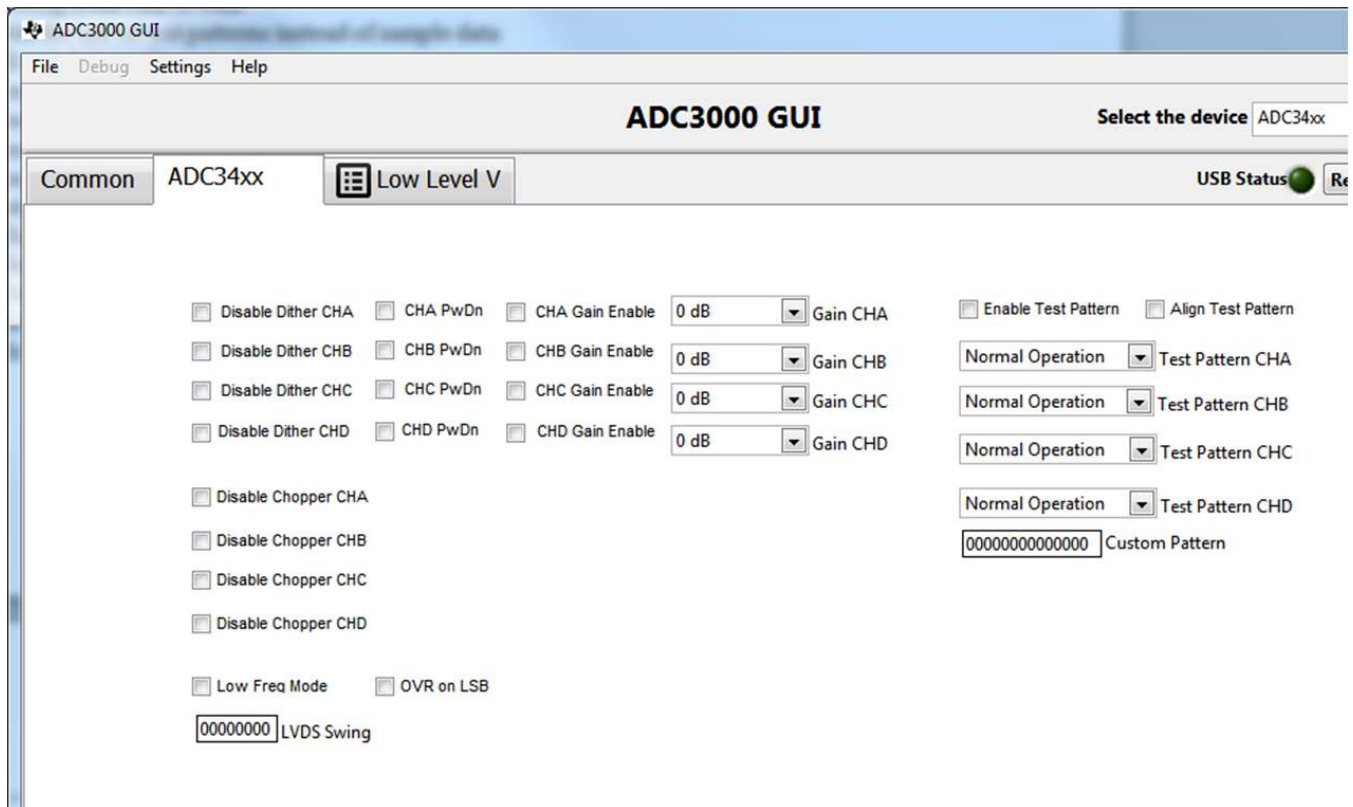 ADC3000 GUI
patterns instead of sample data
File Debug Settings Help
ADC3000 GUI
Select the device ADC34xx
Common ADC34xx Low Level V
USB Status Re
Disable Dither CHA CHA PwDn CHA Gain Enable 0 dB Gain CHA Enable Test Pattern Align Test Pattern
Disable Dither CHB CHB PwDn CHB Gain Enable 0 dB Gain CHB Normal Operation Test Pattern CHA
Disable Dither CHC CHC PwDn CHC Gain Enable 0 dB Gain CHC Normal Operation Test Pattern CHB
Disable Dither CHD CHD PwDn CHD Gain Enable 0 dB Gain CHD Normal Operation Test Pattern CHC
Disable Chopper CHA Normal Operation Test Pattern CHD
Disable Chopper CHB 00000000000000 Custom Pattern
Disable Chopper CHC
Disable Chopper CHD
Low Freq Mode OVR on LSB
00000000 LVDS Swing